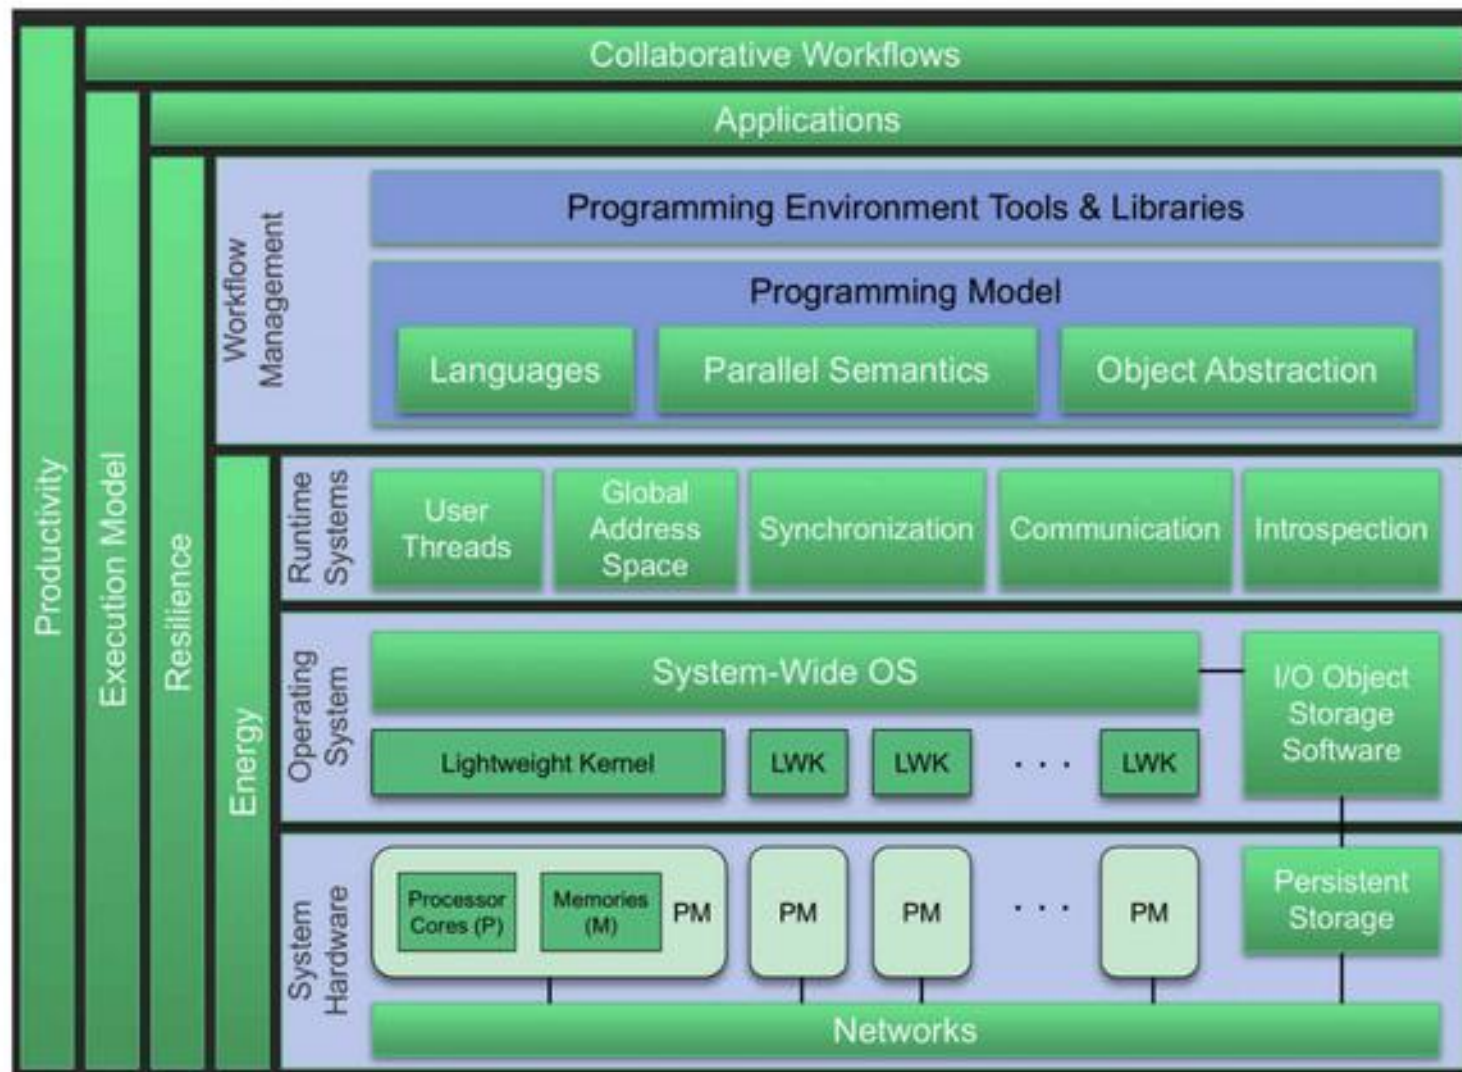 Collaborative Workflows
Applications
Productivity
Execution Model
Resilience
Energy
Workflow
Management
Programming Environment Tools & Libraries
Programming Model
Languages
Parallel Semantics
Object Abstraction
Runtime
Systems
User
Threads
Global
Address
Space
Synchronization
Communication
Introspection
Operating
System
System-Wide OS
I/O Object
Storage
Software
Lightweight Kernel
LWK
LWK
. . .
LWK
System
Hardware
Processor
Cores (P)
Memories
(M)
PM
PM
PM
. . .
PM
Persistent
Storage
Networks